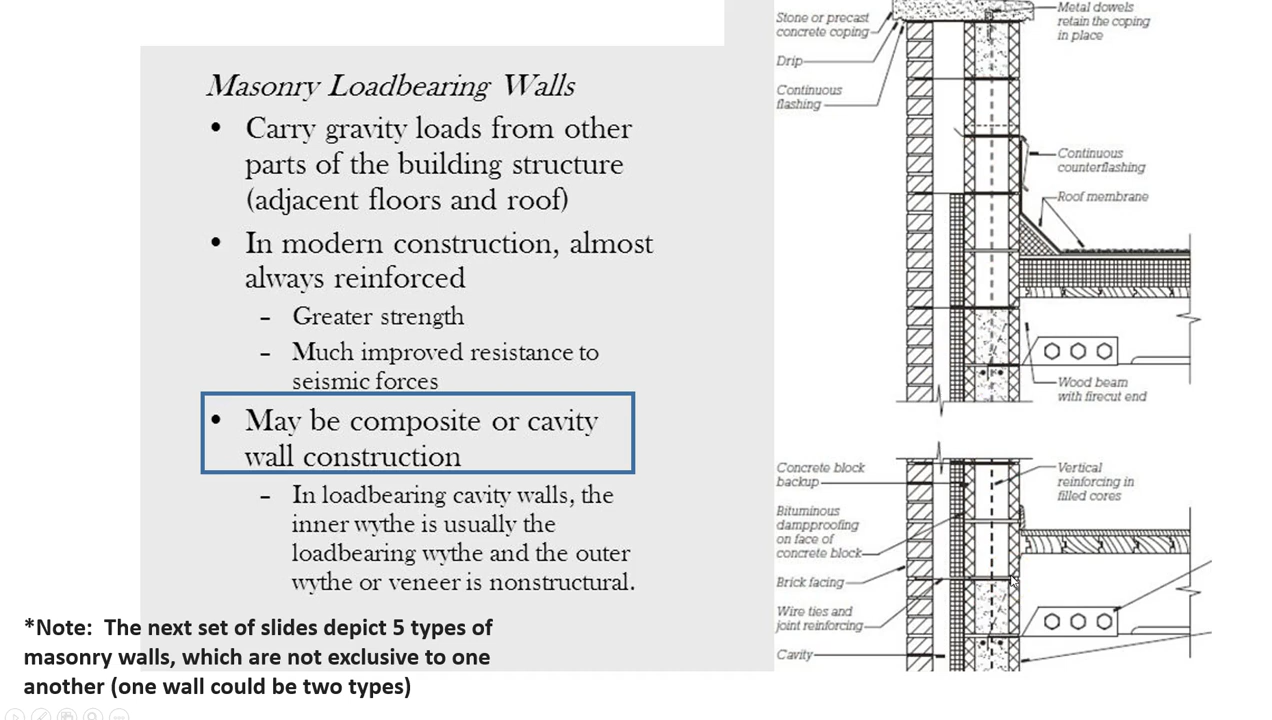 Masonry Loadbearing Walls
• Carry gravity loads from other
parts of the building structure
(adjacent floors and roof)
• In modern construction, almost
always reinforced
– Greater strength
– Much improved resistance to
seismic forces
• May be composite or cavity
wall construction
– In loadbearing cavity walls, the
inner wythe is usually the
loadbearing wythe and the outer
wythe or veneer is nonstructural.
*Note: The next set of slides depict 5 types of
masonry walls, which are not exclusive to one
another (one wall could be two types)
Stone or precast
concrete coping
Drip
Continuous
flashing
Metal dowels
retain the coping
in place
Continuous
counterflashing
Roof membrane
Wood beam
with firecut end
Concrete block
backup
Bituminous
dampproofing
on face of
concrete block
Brick facing
Wire ties and
joint reinforcing
Cavity
Vertical
reinforcing in
filled cores